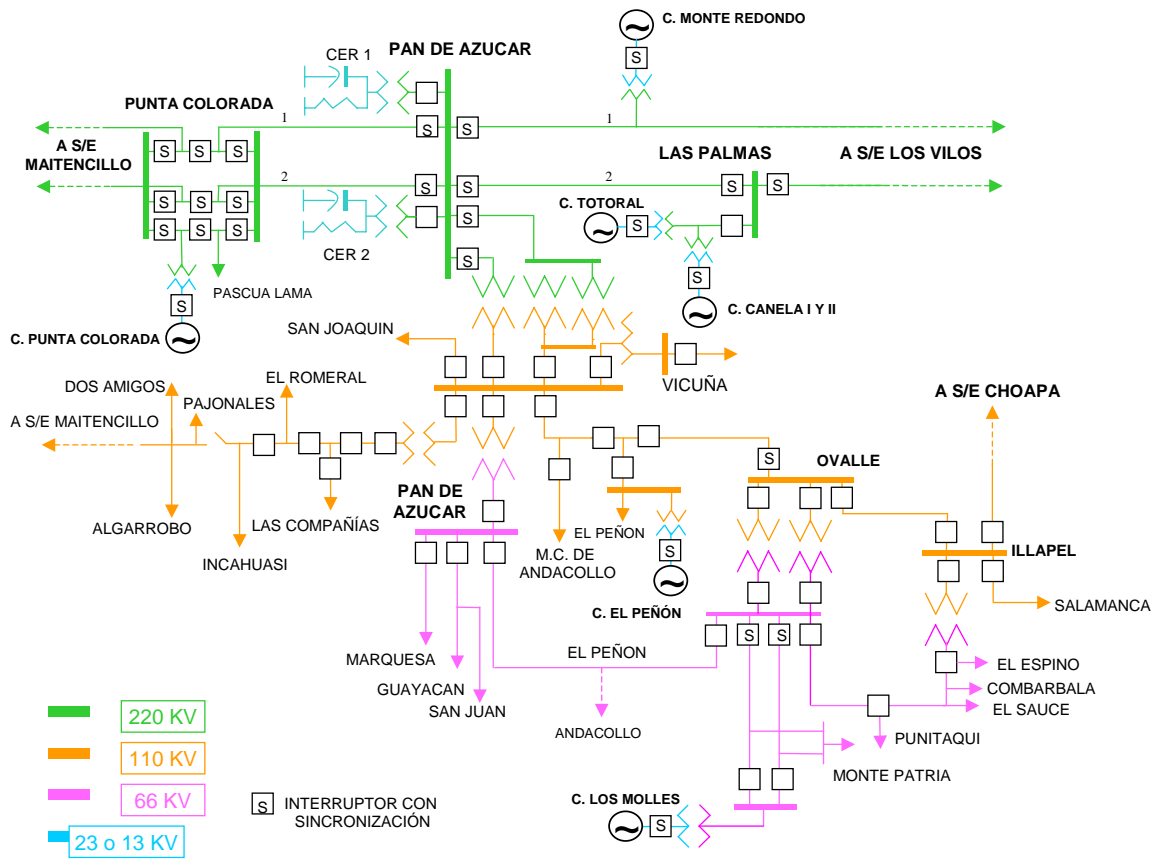 C. MONTE REDONDO
S
CER 1
PAN DE AZUCAR
PUNTA COLORADA
1
S
S
1
A S/E
MAITENCILLO
S
S
S
LAS PALMAS
A S/E LOS VILOS
2
S
S
2
S
S
S
S
S
C. TOTORAL
S
S
S
S
S
CER 2
S
S
PASCUA LAMA
S
C. CANELA I Y II
C. PUNTA COLORADA
SAN JOAQUIN
VICUÑA
DOS AMIGOS
EL ROMERAL
PAJONALES
A S/E MAITENCILLO
A S/E CHOAPA
S
OVALLE
ALGARROBO
LAS COMPAÑÍAS
INCAHUASI
PAN DE
AZUCAR
EL PEÑON
M.C. DE
ANDACOLLO
S
C. EL PEÑÓN
ILLAPEL
SALAMANCA
S
S
MARQUESA
GUAYACAN
SAN JUAN
EL PEÑON
ANDACOLLO
EL ESPINO
COMBARBALA
EL SAUCE
PUNITAQUI
MONTE PATRIA
220 KV
110 KV
66 KV
23 o 13 KV
S
INTERRUPTOR CON
SINCRONIZACIÓN
C. LOS MOLLES
S